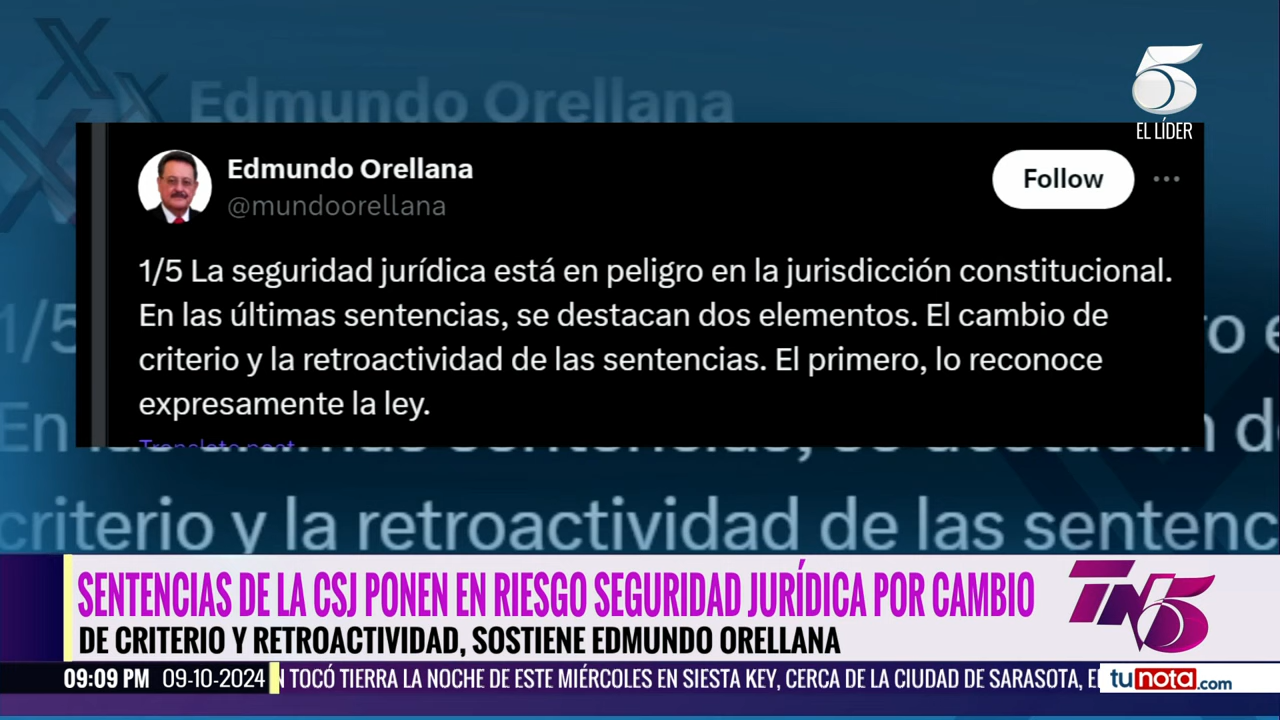 Edmundo Orellana
EL LÍDER
Edmundo Orellana
@mundoorellana
Follow
1/5 La seguridad jurídica está en peligro en la jurisdicción constitucional.
En las últimas sentencias, se destacan dos elementos. El cambio de
criterio y la retroactividad de las sentencias. El primero, lo reconoce
expresamente la ley.
Translate post
criterio y la retroactividad de las sentenc
SENTENCIAS DE LA CSJ PONEN EN RIESGO SEGURIDAD JURÍDICA POR CAMBIO
DE CRITERIO Y RETROACTIVIDAD, SOSTIENE EDMUNDO ORELLANA
TN5
09:09 PM 09-10-2024 N TOCÓ TIERRA LA NOCHE DE ESTE MIÉRCOLES EN SIESTA KEY, CERCA DE LA CIUDAD DE SARASOTA, E
tunota.com